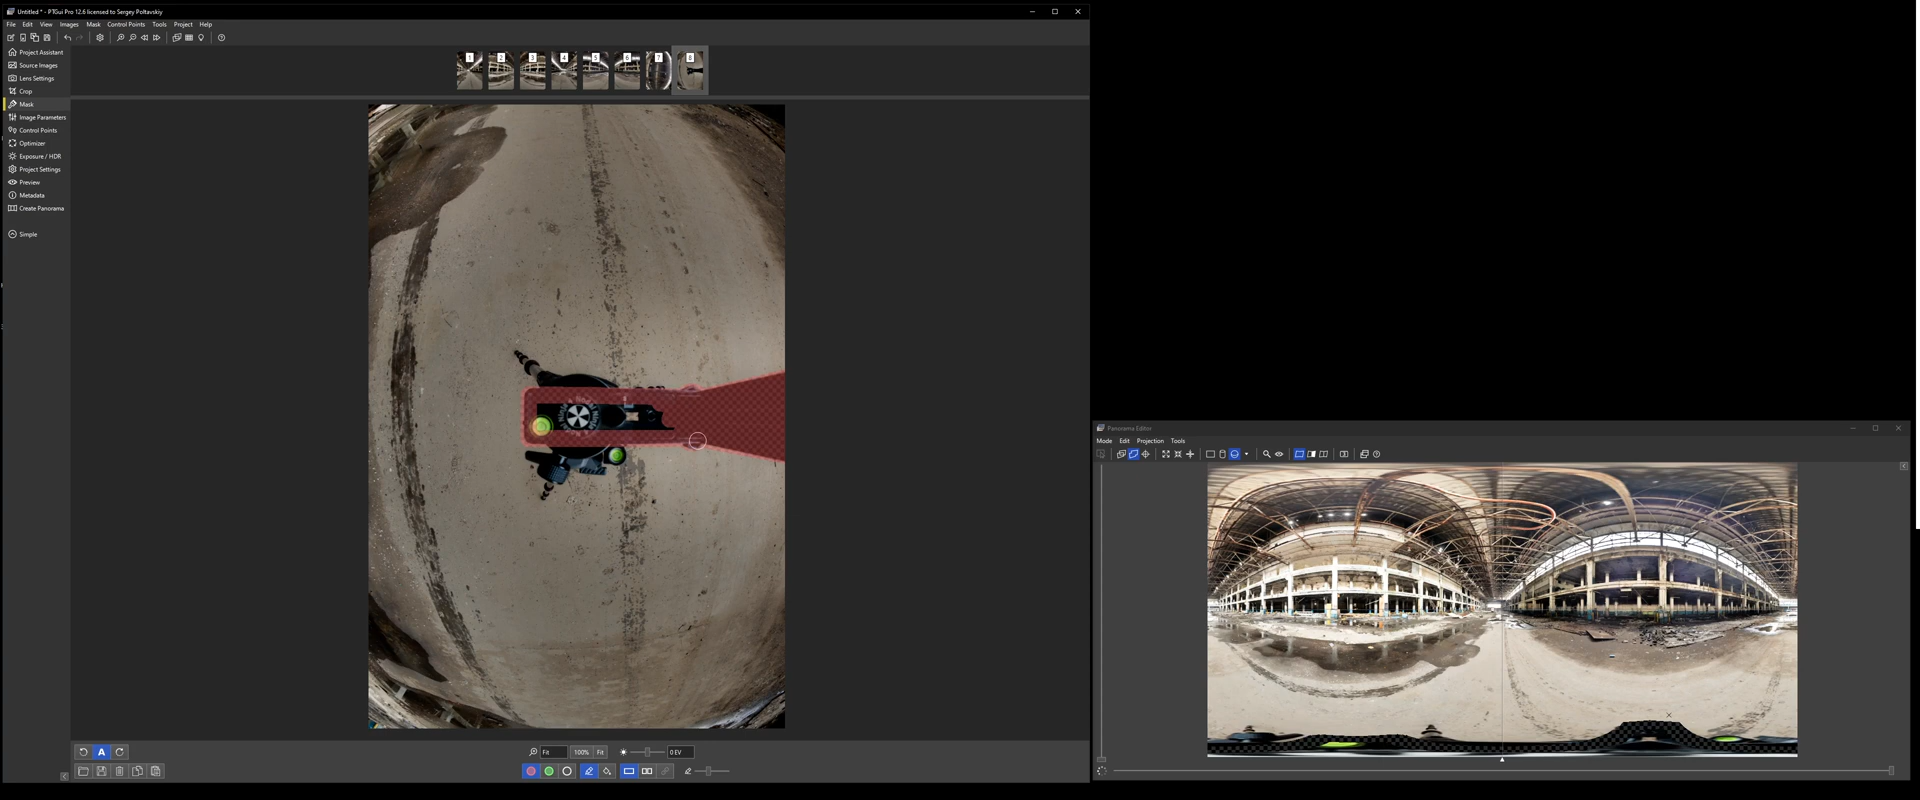 Untitled * - PTGui Pro 12.6 licensed to Sergey Poltavskiy
File Edit View Images Mask Control Points Tools Project Help
Project Assistant
Source Images
Lens Settings
Crop
Mask
Image Parameters
Control Points
Optimizer
Exposure / HDR
Project Settings
Preview
Metadata
Create Panorama
Simple
1 2 3 4 5 6 7 8
A
Fit 100% Fit 0 EV
Panorama Editor
Mode Edit Projection Tools